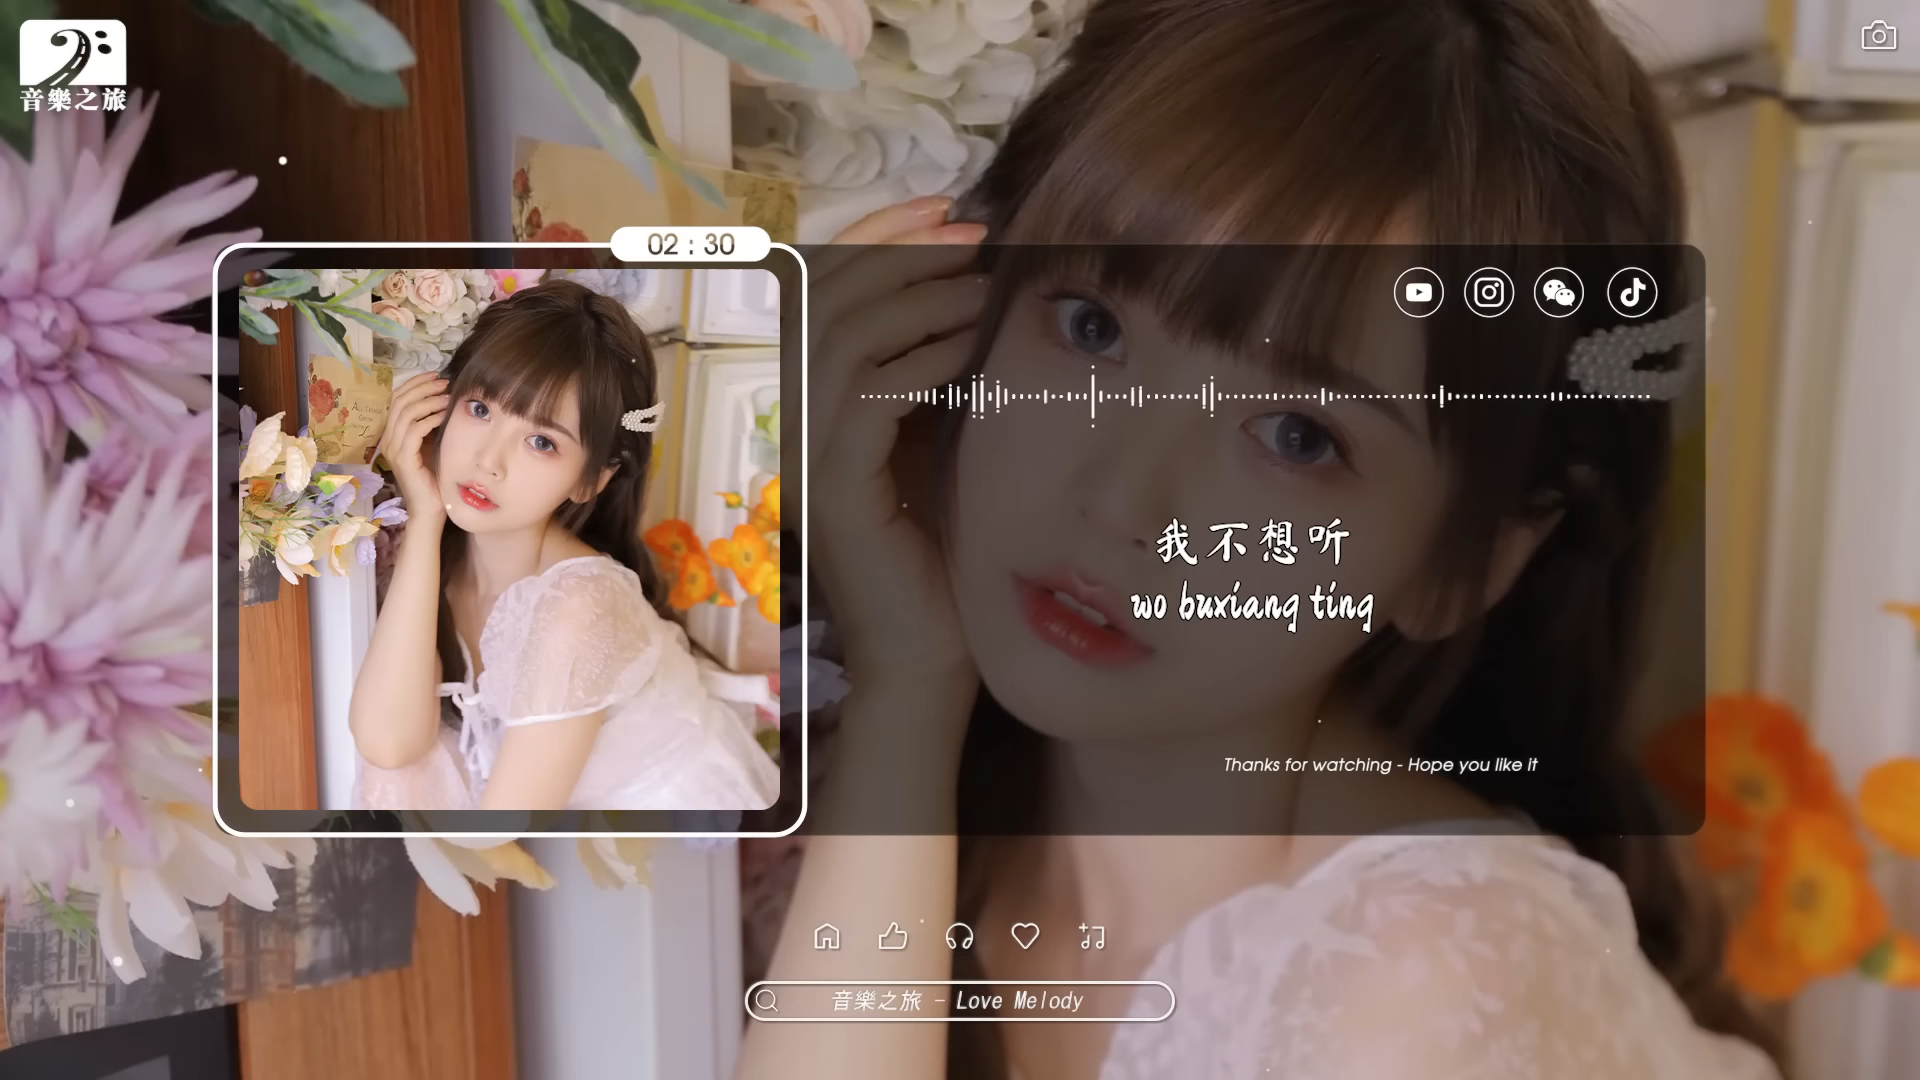 音樂之旅
02 : 30
我不想听
wo buxiang ting
Thanks for watching - Hope you like it
音樂之旅 - Love Melody